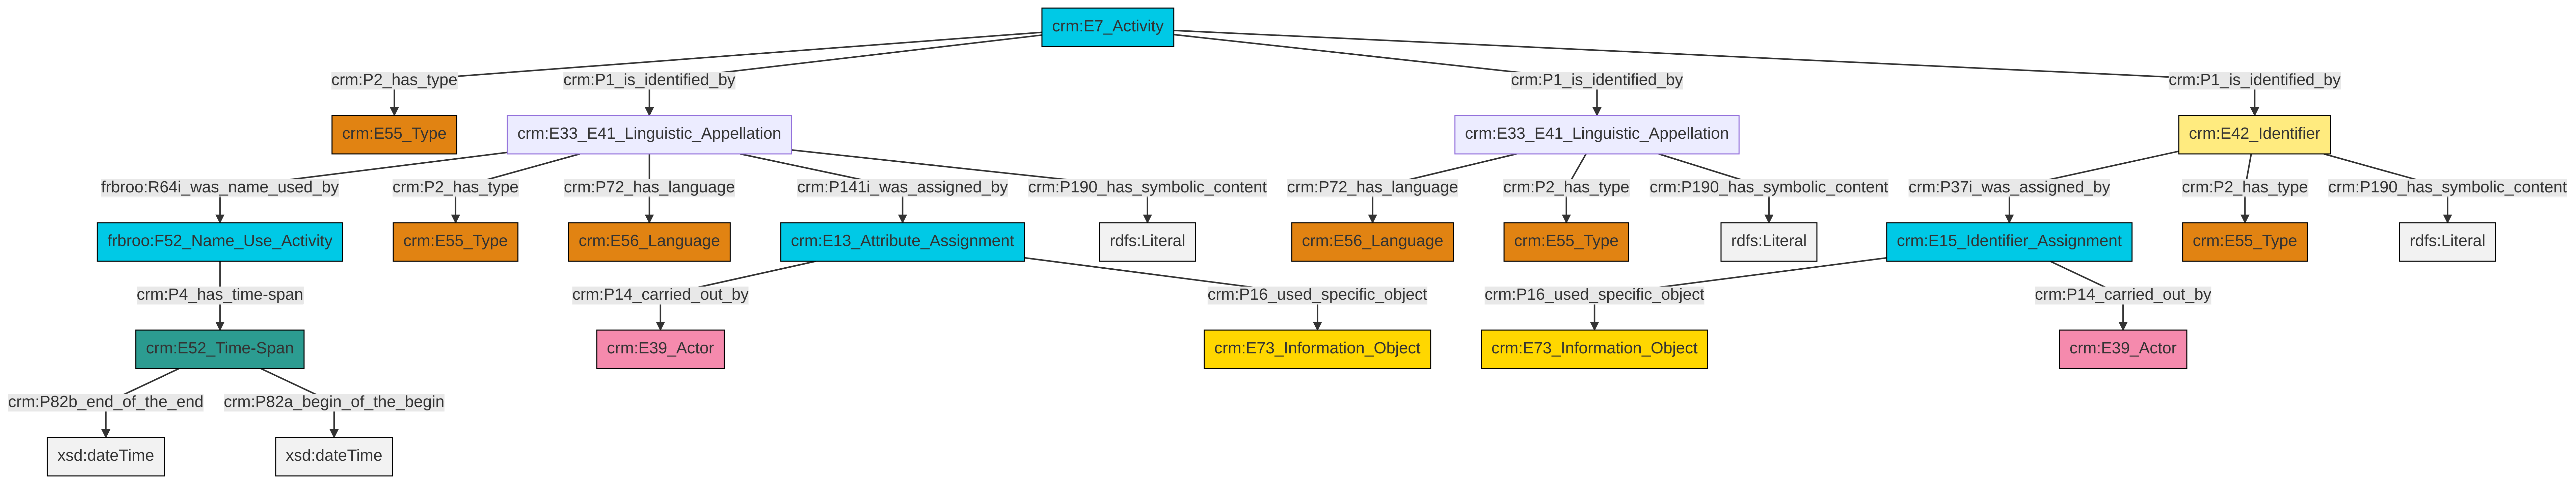 crm:E7_Activity
crm:P2_has_type
crm:P1_is_identified_by
crm:P1_is_identified_by
crm:P1_is_identified_by
crm:E55_Type
crm:E33_E41_Linguistic_Appellation
crm:E33_E41_Linguistic_Appellation
crm:E42_Identifier
frbroo:R64i_was_name_used_by
crm:P2_has_type
crm:P72_has_language
crm:P141i_was_assigned_by
crm:P190_has_symbolic_content
crm:P72_has_language
crm:P2_has_type
crm:P190_has_symbolic_content
crm:P37i_was_assigned_by
crm:P2_has_type
crm:P190_has_symbolic_content
frbroo:F52_Name_Use_Activity
crm:E55_Type
crm:E56_Language
crm:E13_Attribute_Assignment
rdfs:Literal
crm:E56_Language
crm:E55_Type
rdfs:Literal
crm:E15_Identifier_Assignment
crm:E55_Type
rdfs:Literal
crm:P4_has_time-span
crm:P14_carried_out_by
crm:P16_used_specific_object
crm:P16_used_specific_object
crm:P14_carried_out_by
crm:E52_Time-Span
crm:E39_Actor
crm:E73_Information_Object
crm:E73_Information_Object
crm:E39_Actor
crm:P82b_end_of_the_end
crm:P82a_begin_of_the_begin
xsd:dateTime
xsd:dateTime